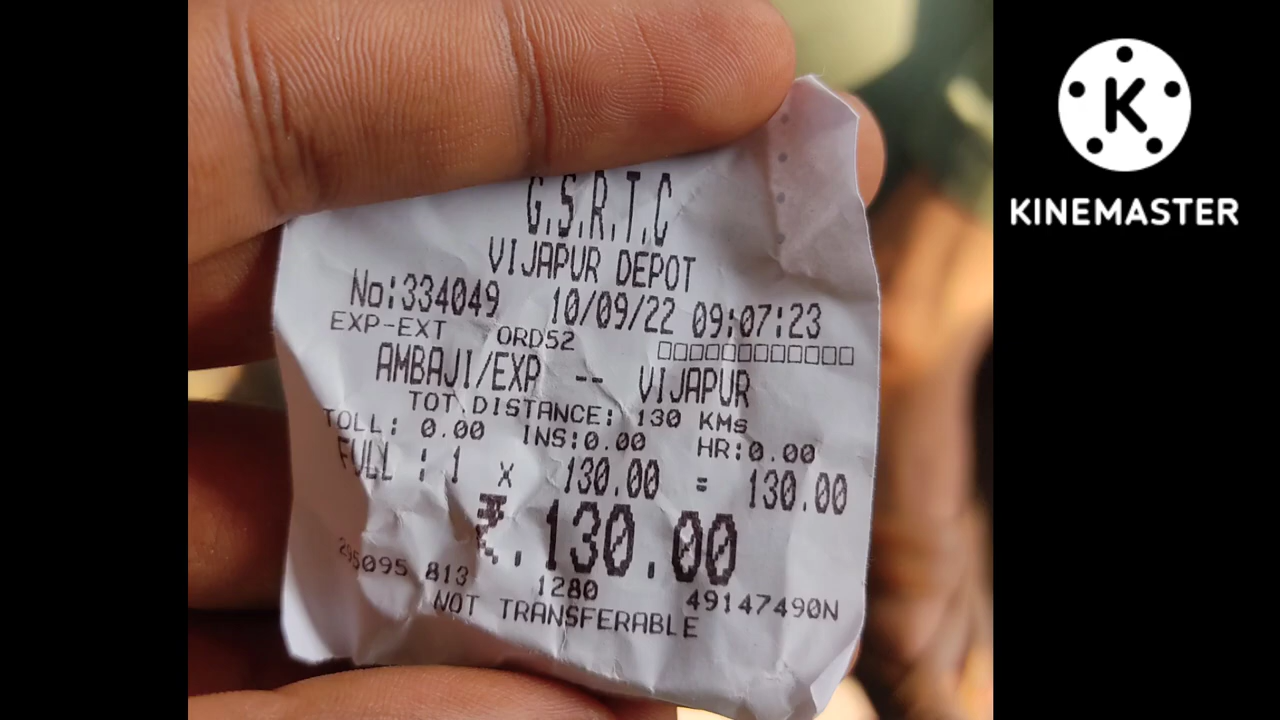 G.S.R.T.C
VIJAPUR DEPOT
No:334049 10/09/22 09:07:23
EXP-EXT ORD52
AMBAJI/EXP -- VIJAPUR
TOT.DISTANCE: 130 KMs
TOLL: 0.00 INS:0.00 HR:0.00
FULL : 1 x 130.00 = 130.00
₹.130.00
295095 813 1280 49147490N
NOT TRANSFERABLE
K
KINEMASTER